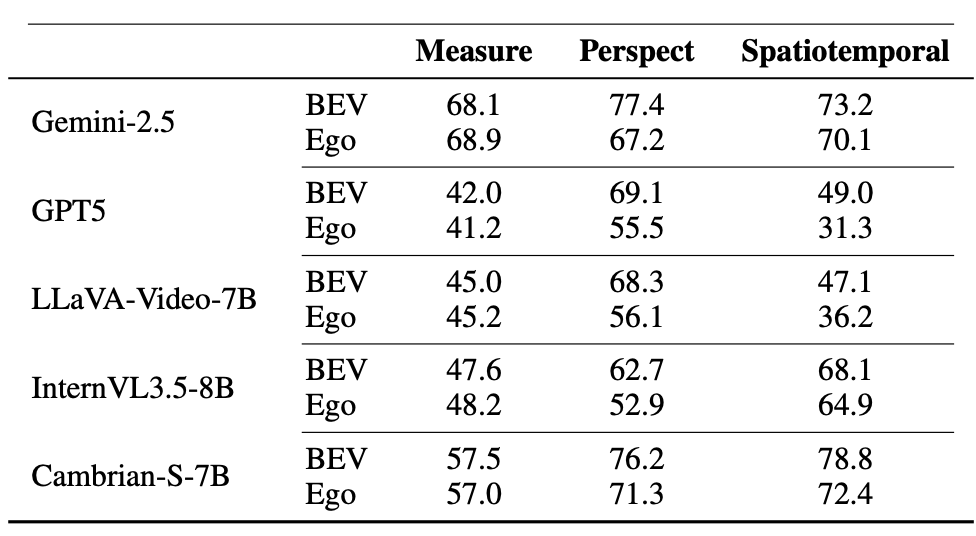 Measure Perspect Spatiotemporal
Gemini-2.5
BEV 68.1 77.4 73.2
Ego 68.9 67.2 70.1
GPT5
BEV 42.0 69.1 49.0
Ego 41.2 55.5 31.3
LLaVA-Video-7B
BEV 45.0 68.3 47.1
Ego 45.2 56.1 36.2
InternVL3.5-8B
BEV 47.6 62.7 68.1
Ego 48.2 52.9 64.9
Cambrian-S-7B
BEV 57.5 76.2 78.8
Ego 57.0 71.3 72.4